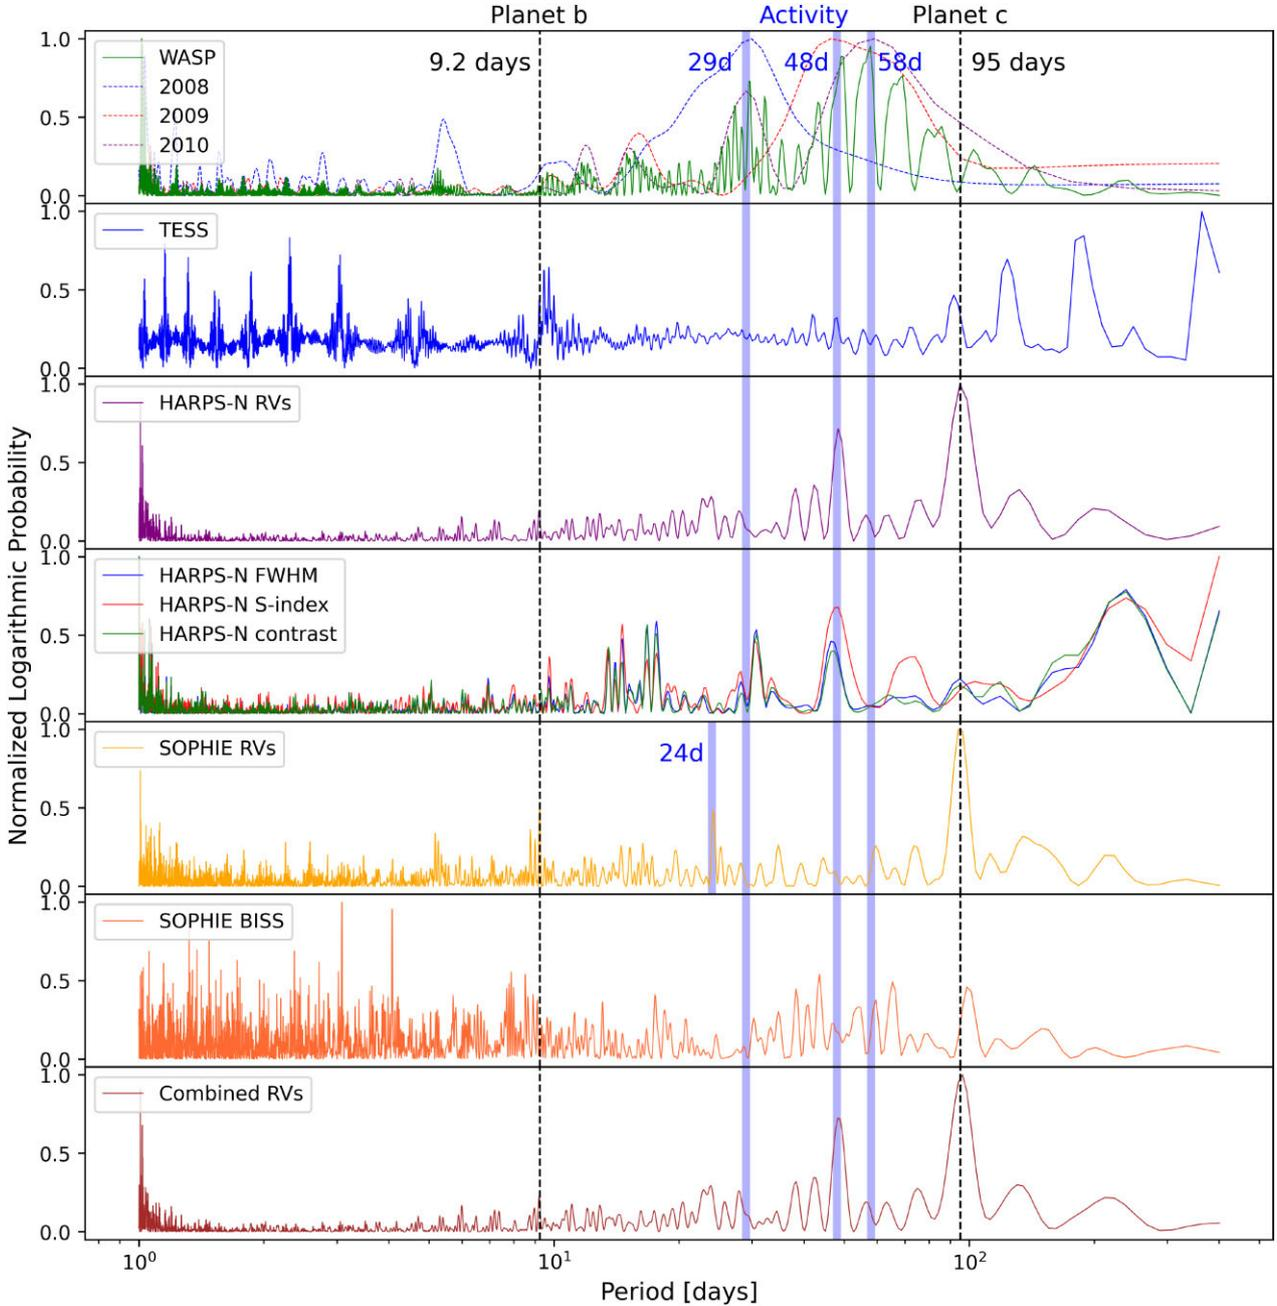 Planet b Activity Planet c
1.0
WASP
2008
2009
2010
9.2 days 29d 48d 58d 95 days
0.5
0.0
1.0
TESS
0.5
0.0
1.0
HARPS-N RVs
0.5
0.0
1.0
HARPS-N FWHM
HARPS-N S-index
HARPS-N contrast
0.5
0.0
1.0
SOPHIE RVs
24d
0.5
0.0
1.0
SOPHIE BISS
0.5
0.0
1.0
Combined RVs
0.5
0.0
Normalized Logarithmic Probability
10⁰ 10¹ 10²
Period [days]